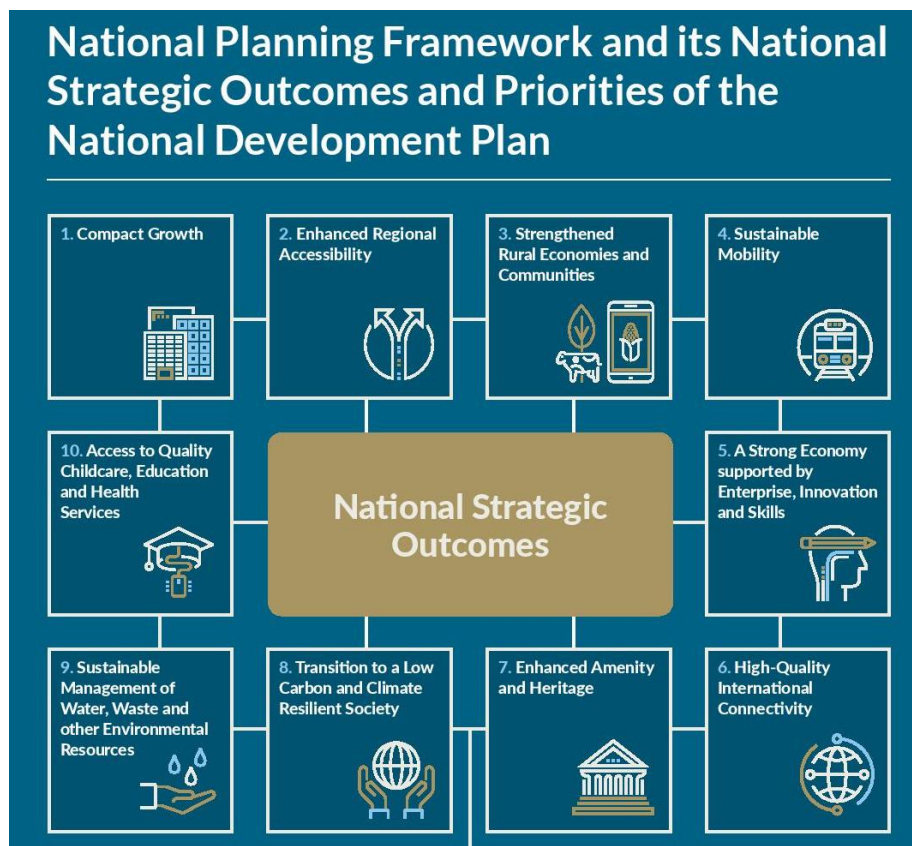 National Planning Framework and its National
Strategic Outcomes and Priorities of the
National Development Plan
1. Compact Growth
2. Enhanced Regional
Accessibility
3. Strengthened
Rural Economies and
Communities
4. Sustainable
Mobility
10. Access to Quality
Childcare, Education
and Health
Services
National Strategic
Outcomes
5. A Strong Economy
supported by
Enterprise, Innovation
and Skills
9. Sustainable
Management of
Water, Waste and
other Environmental
Resources
8. Transition to a Low
Carbon and Climate
Resilient Society
7. Enhanced Amenity
and Heritage
6. High-Quality
International
Connectivity